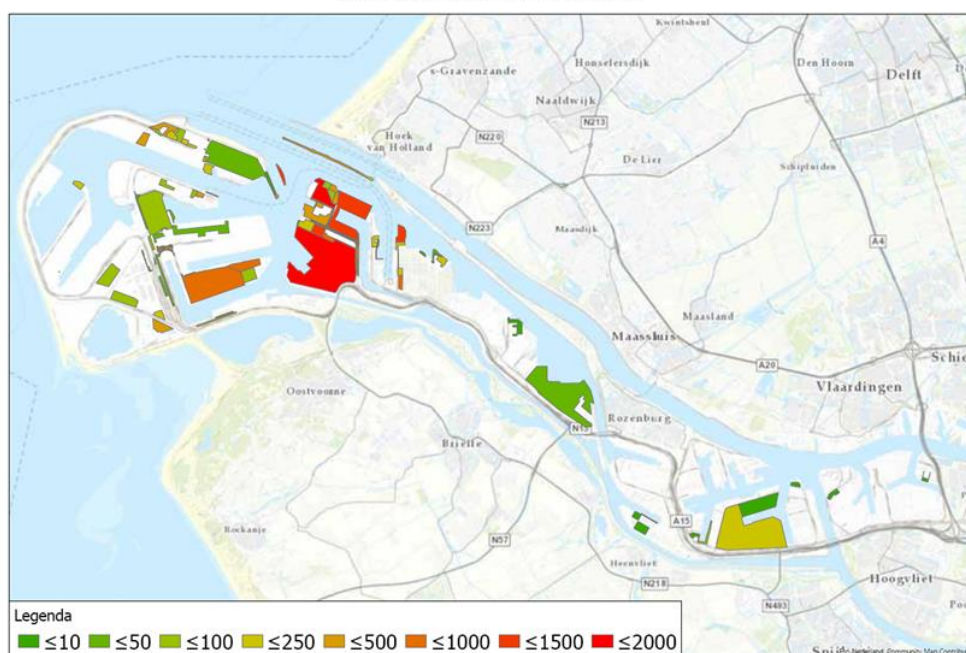 Kwintsheul
Den Hoorn
Honselersdijk
s-Gravenzande
Delft
Naaldwijk
N213
N220
Hoek
van Holland
De Lier
Schipluiden
N223
Maasdijk
A4
Maasland
Maassluis
A20
Schie
Vlaardingen
Oostvoorne
Rozenburg
N15
Brielle
Rockanje
A15
N57
Heenvliet
N218
Hoogvliet
N493
Legenda
≤10 ≤50 ≤100 ≤250 ≤500 ≤1000 ≤1500 ≤2000